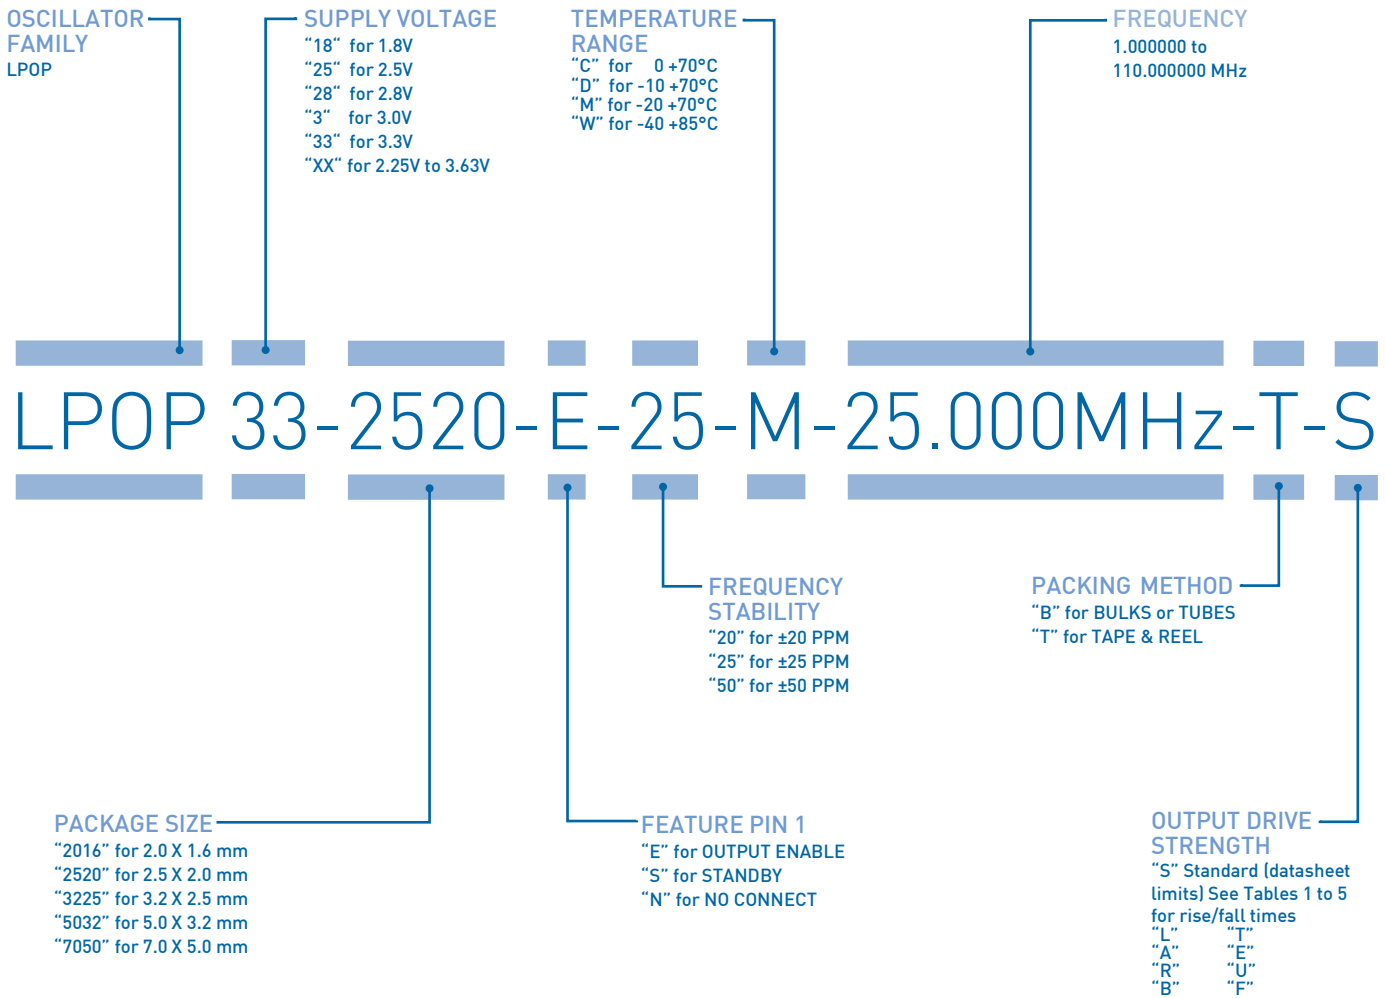 OSCILLATOR
FAMILY
LPOP
SUPPLY VOLTAGE
“18“ for 1.8V
“25“ for 2.5V
“28“ for 2.8V
“3“ for 3.0V
“33“ for 3.3V
“XX“ for 2.25V to 3.63V
TEMPERATURE
RANGE
“C” for 0 +70°C
“D” for -10 +70°C
“M” for -20 +70°C
“W” for -40 +85°C
FREQUENCY
1.000000 to
110.000000 MHz
LPOP33-2520-E-25-M-25.000MHz-T-S
FREQUENCY
STABILITY
“20” for ±20 PPM
“25” for ±25 PPM
“50” for ±50 PPM
PACKING METHOD
“B” for BULKS or TUBES
“T” for TAPE & REEL
PACKAGE SIZE
“2016” for 2.0 X 1.6 mm
“2520” for 2.5 X 2.0 mm
“3225” for 3.2 X 2.5 mm
“5032” for 5.0 X 3.2 mm
“7050” for 7.0 X 5.0 mm
FEATURE PIN 1
“E” for OUTPUT ENABLE
“S” for STANDBY
“N” for NO CONNECT
OUTPUT DRIVE
STRENGTH
“S” Standard (datasheet
limits) See Tables 1 to 5
for rise/fall times
“L” “T”
“A” “E”
“R” “U”
“B” “F”